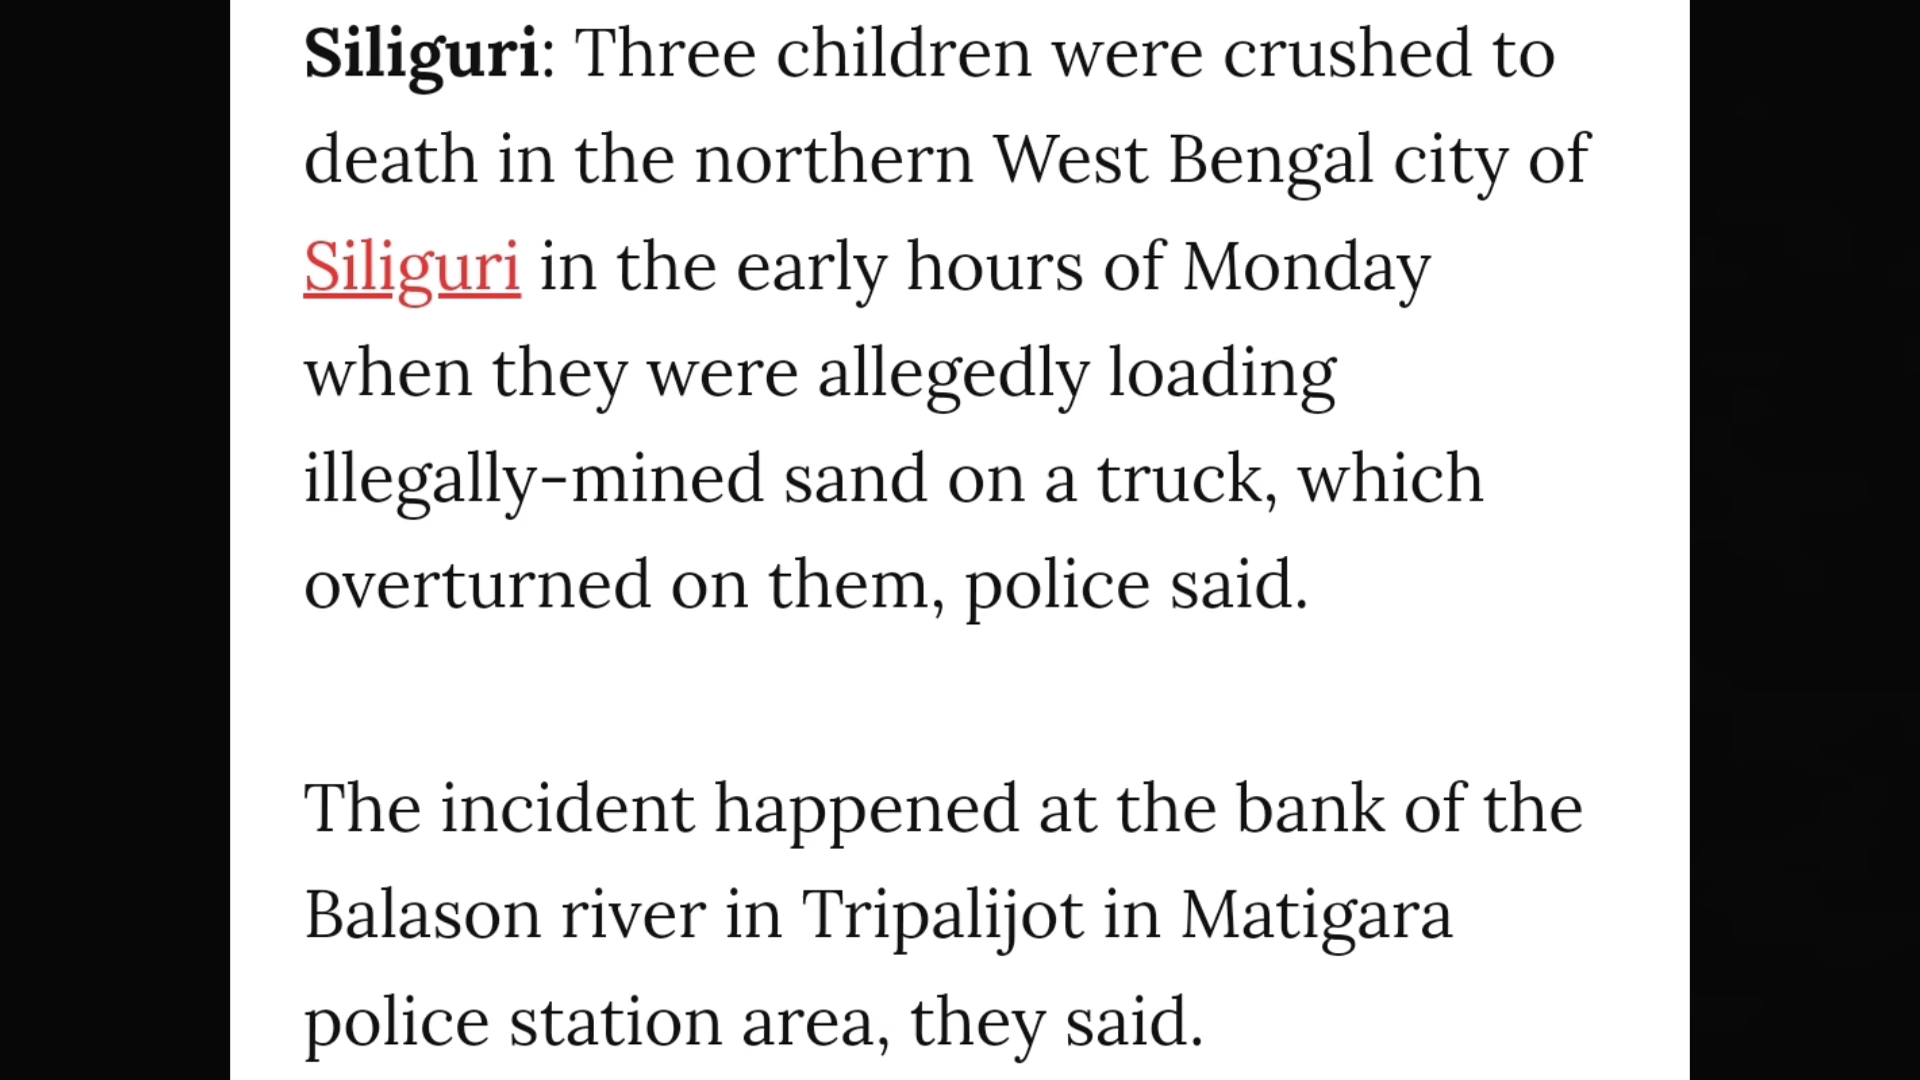 Siliguri: Three children were crushed to
death in the northern West Bengal city of
Siliguri in the early hours of Monday
when they were allegedly loading
illegally-mined sand on a truck, which
overturned on them, police said.
The incident happened at the bank of the
Balason river in Tripalijot in Matigara
police station area, they said.